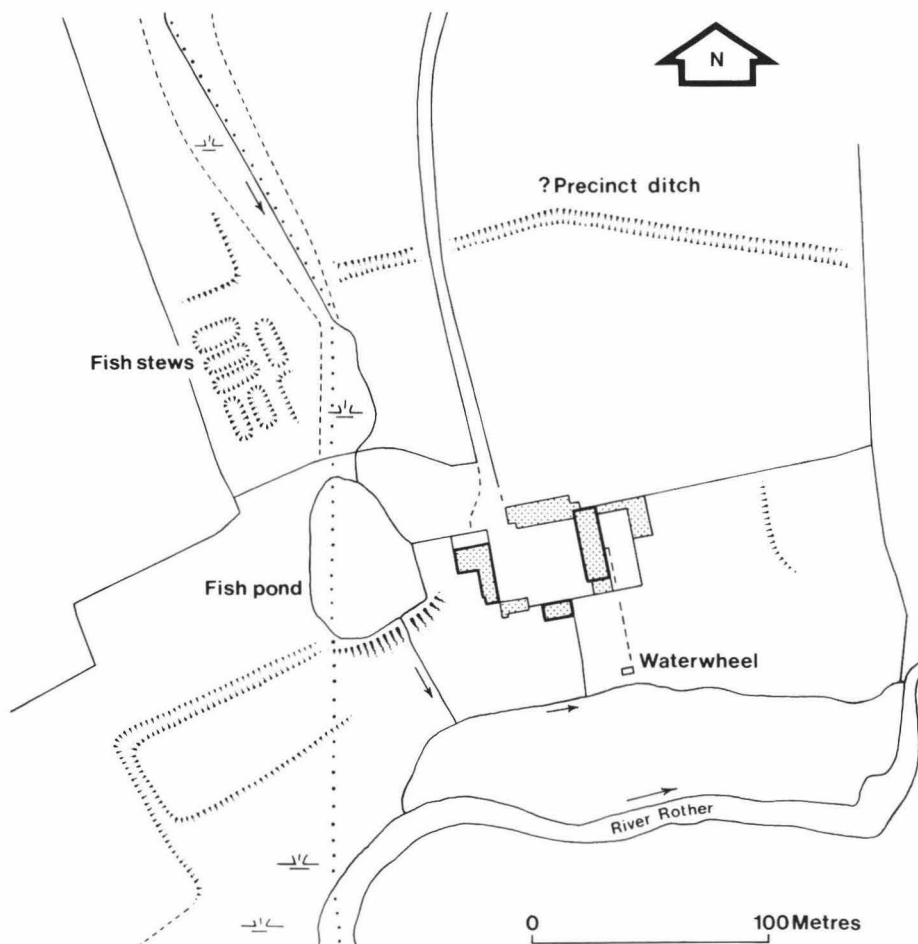 N
?Precinct ditch
Fish stews
Fish pond
Waterwheel
River Rother
0 100 Metres